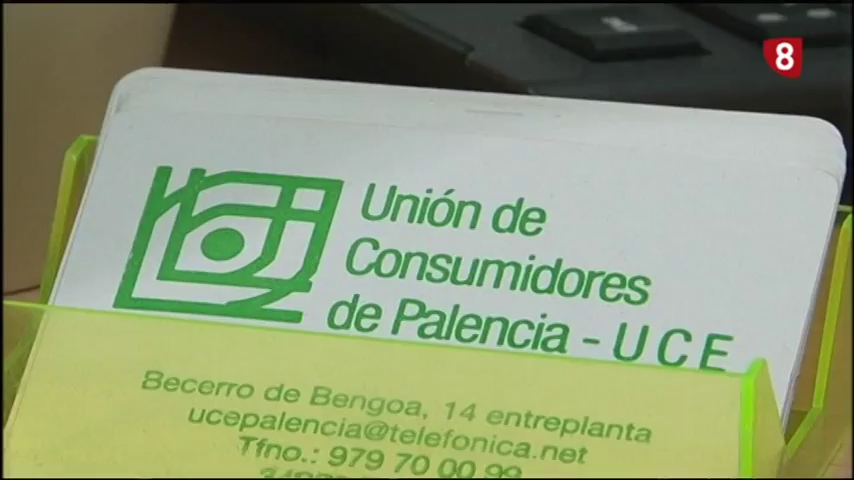 8
Unión de
Consumidores
de Palencia - UCE
Becerro de Bengoa, 14 entreplanta
ucepalencia@telefonica.net
Tfno.: 979 70 00 99